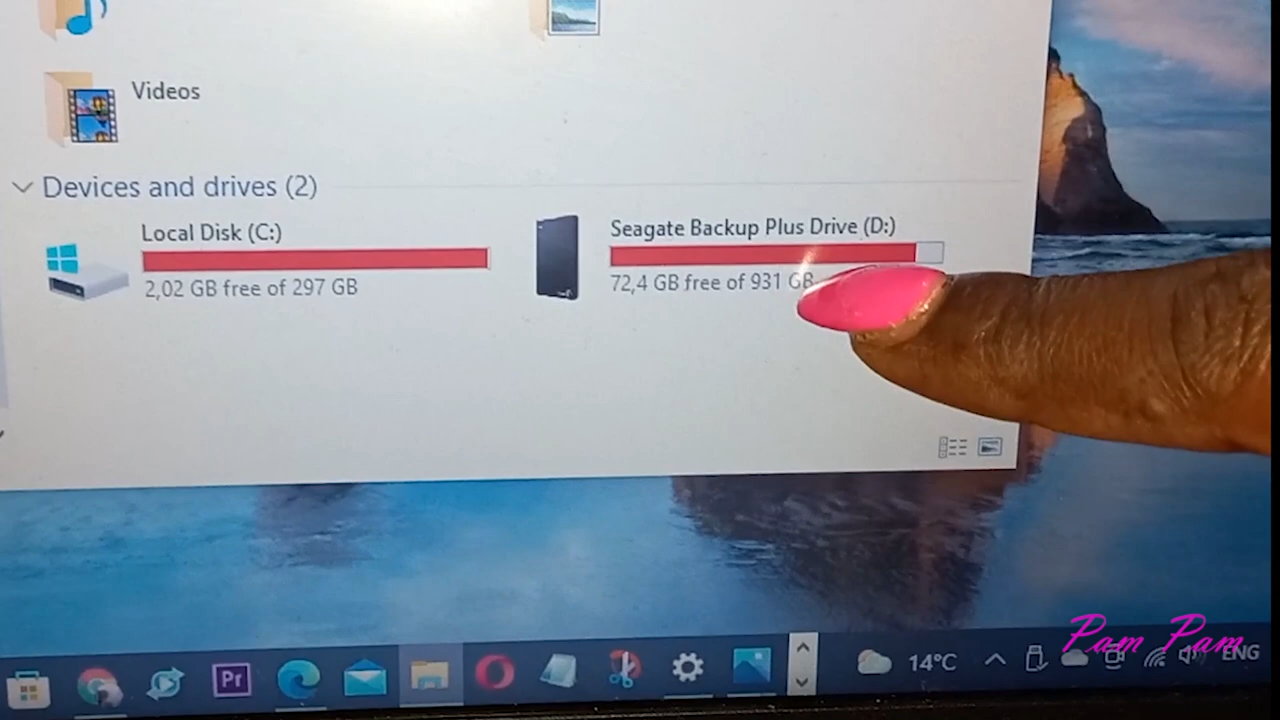 Videos
Devices and drives (2)
Local Disk (C:)
2,02 GB free of 297 GB
Seagate Backup Plus Drive (D:)
72,4 GB free of 931 GB
Pr
14°C
ENG
Pam Pam